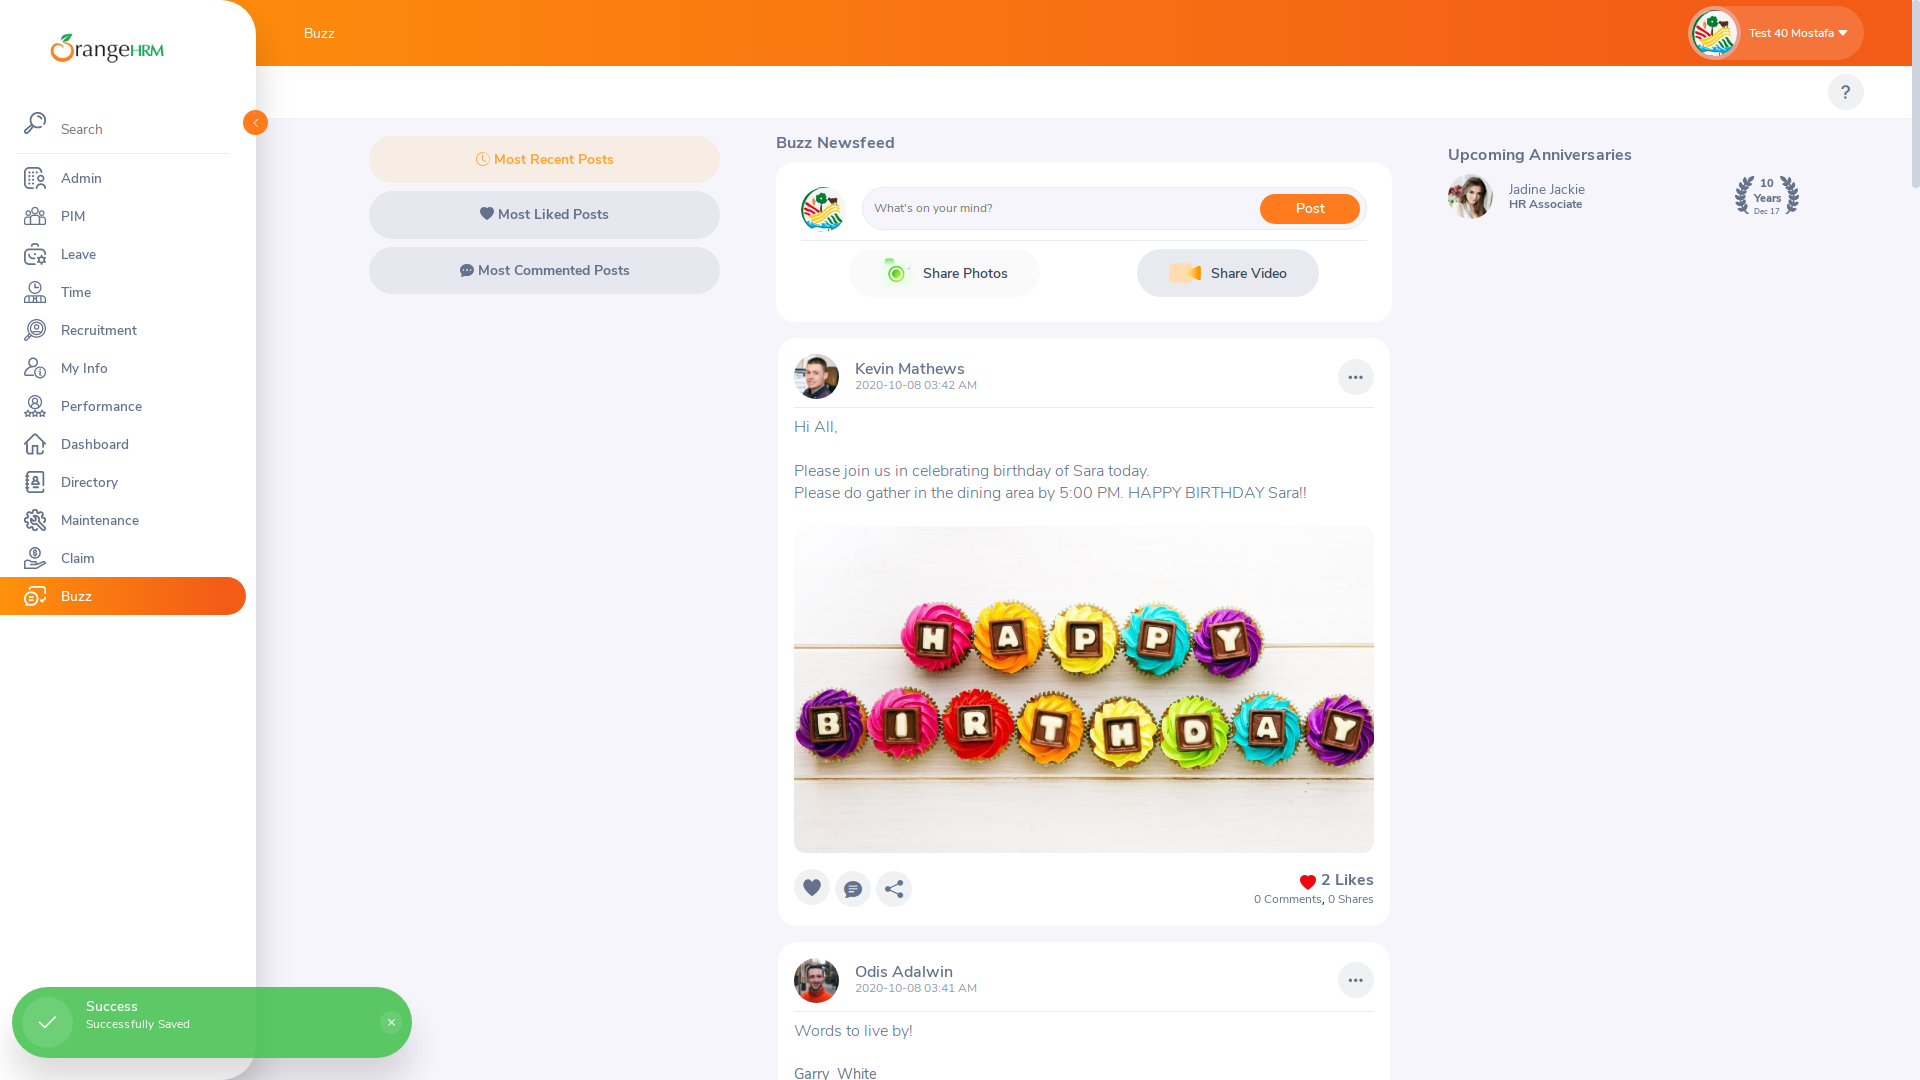 OrangeHRM
Buzz
Test 40 Mostafa
?
Search
Admin
PIM
Leave
Time
Recruitment
My Info
Performance
Dashboard
Directory
Maintenance
Claim
Buzz
Most Recent Posts
Most Liked Posts
Most Commented Posts
Buzz Newsfeed
What's on your mind?
Post
Share Photos
Share Video
Kevin Mathews
2020-10-08 03:42 AM
Hi All,
Please join us in celebrating birthday of Sara today.
Please do gather in the dining area by 5:00 PM. HAPPY BIRTHDAY Sara!!
HAPPY
BIRTHDAY
2 Likes
0 Comments, 0 Shares
Odis Adalwin
2020-10-08 03:41 AM
Words to live by!
Garry White
Upcoming Anniversaries
Jadine Jackie
HR Associate
10
Years
Dec 17
Success
Successfully Saved